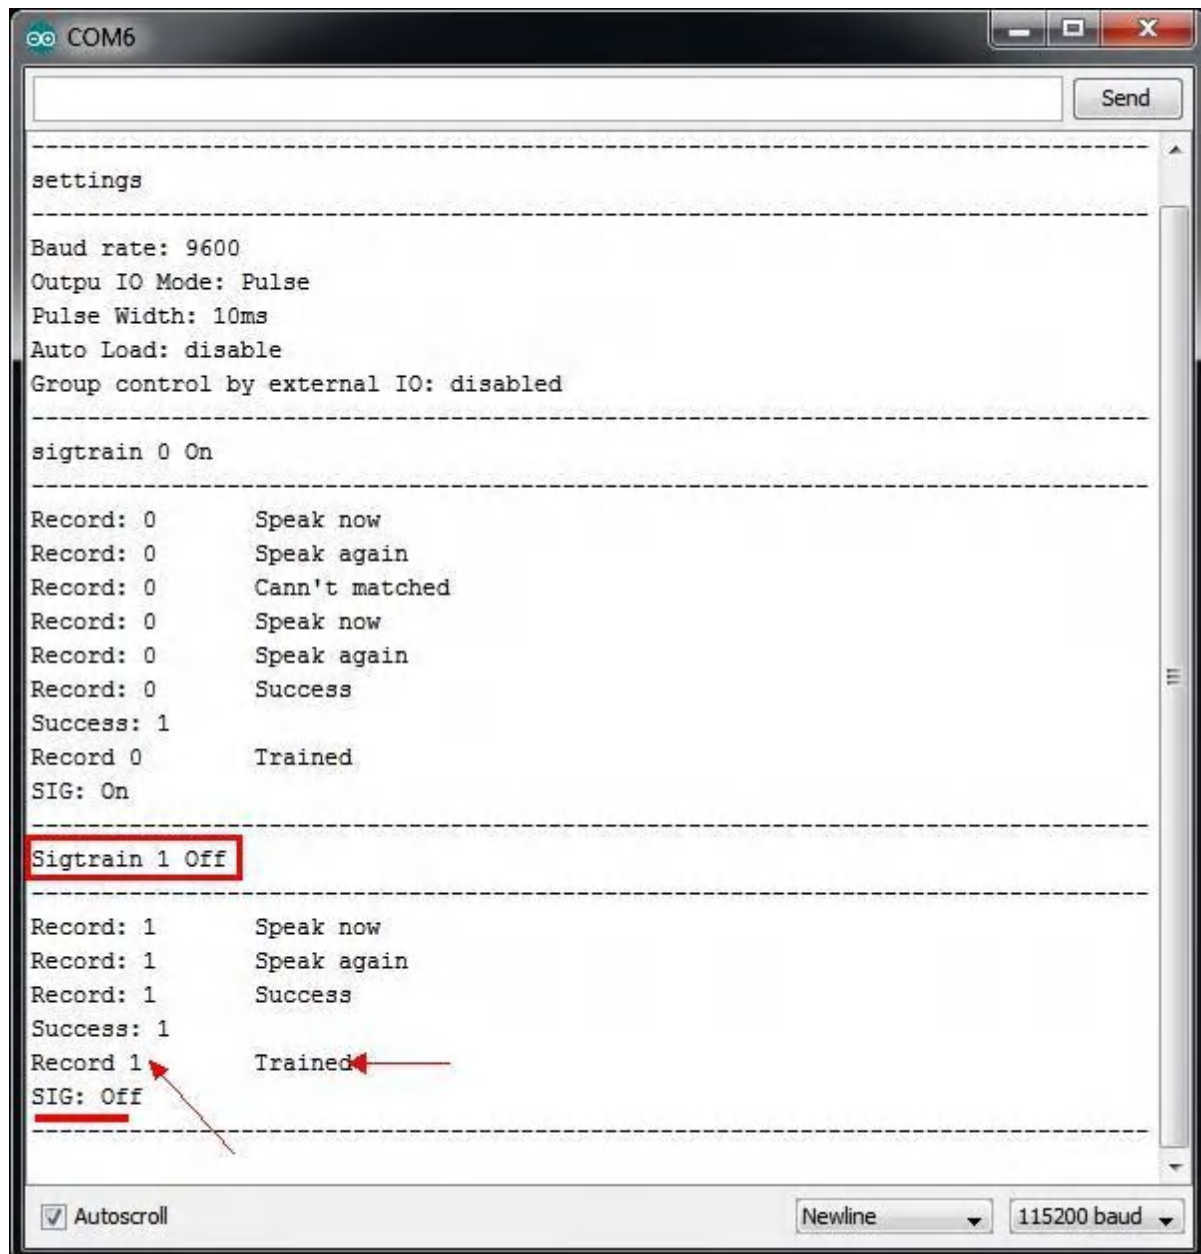 COM6
Send
--------------------------------------------------------------------------------
settings
--------------------------------------------------------------------------------
Baud rate: 9600
Outpu IO Mode: Pulse
Pulse Width: 10ms
Auto Load: disable
Group control by external IO: disabled
--------------------------------------------------------------------------------
sigtrain 0 On
--------------------------------------------------------------------------------
Record: 0 Speak now
Record: 0 Speak again
Record: 0 Cann't matched
Record: 0 Speak now
Record: 0 Speak again
Record: 0 Success
Success: 1
Record 0 Trained
SIG: On
--------------------------------------------------------------------------------
Sigtrain 1 Off
--------------------------------------------------------------------------------
Record: 1 Speak now
Record: 1 Speak again
Record: 1 Success
Success: 1
Record 1 Trained
SIG: Off
--------------------------------------------------------------------------------
Autoscroll Newline 115200 baud